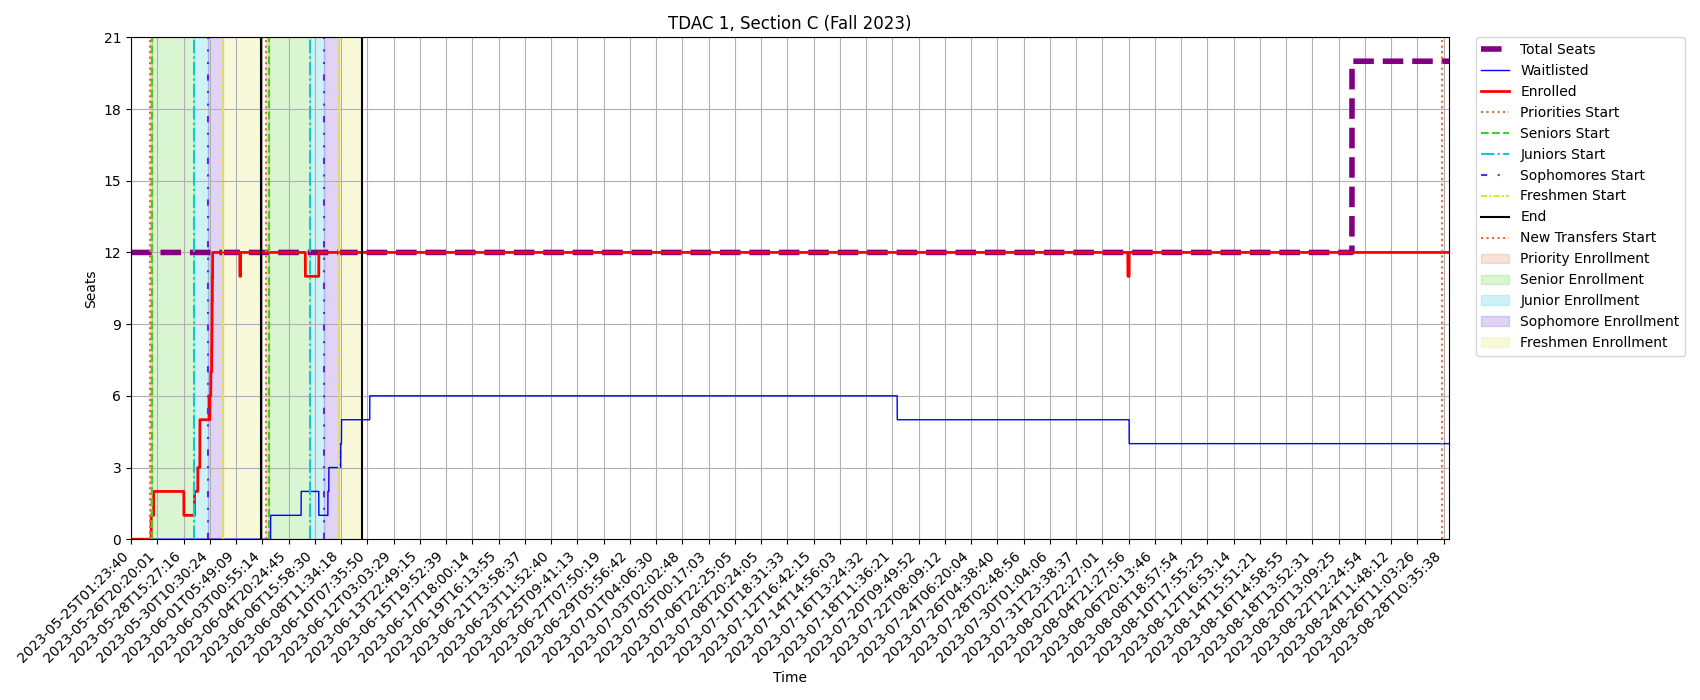 TDAC 1, Section C (Fall 2023)
21
18
15
12
9
6
3
0
Seats
2023-05-25T01:23:40
2023-05-26T20:20:01
2023-05-28T15:27:16
2023-05-30T10:30:24
2023-06-01T05:49:09
2023-06-03T00:55:14
2023-06-04T20:24:45
2023-06-06T15:58:30
2023-06-08T11:34:18
2023-06-10T07:35:50
2023-06-12T03:03:29
2023-06-13T22:49:15
2023-06-15T19:52:39
2023-06-17T18:00:14
2023-06-19T16:13:55
2023-06-21T13:58:37
2023-06-23T11:52:40
2023-06-25T09:41:13
2023-06-27T07:50:19
2023-06-29T05:56:42
2023-07-01T04:06:30
2023-07-03T02:02:48
2023-07-05T00:17:03
2023-07-06T22:25:05
2023-07-08T20:24:05
2023-07-10T18:31:33
2023-07-12T16:42:15
2023-07-14T14:56:03
2023-07-16T13:24:32
2023-07-18T11:36:21
2023-07-20T09:49:52
2023-07-22T08:09:12
2023-07-24T06:20:04
2023-07-26T04:38:40
2023-07-28T02:48:56
2023-07-30T01:04:06
2023-07-31T23:38:37
2023-08-02T22:27:01
2023-08-04T21:27:56
2023-08-06T20:13:46
2023-08-08T18:57:54
2023-08-10T17:55:25
2023-08-12T16:53:14
2023-08-14T15:51:21
2023-08-16T14:58:55
2023-08-18T13:52:31
2023-08-20T13:09:25
2023-08-22T12:24:54
2023-08-24T11:48:12
2023-08-26T11:03:26
2023-08-28T10:35:38
Time
Total Seats
Waitlisted
Enrolled
Priorities Start
Seniors Start
Juniors Start
Sophomores Start
Freshmen Start
End
New Transfers Start
Priority Enrollment
Senior Enrollment
Junior Enrollment
Sophomore Enrollment
Freshmen Enrollment